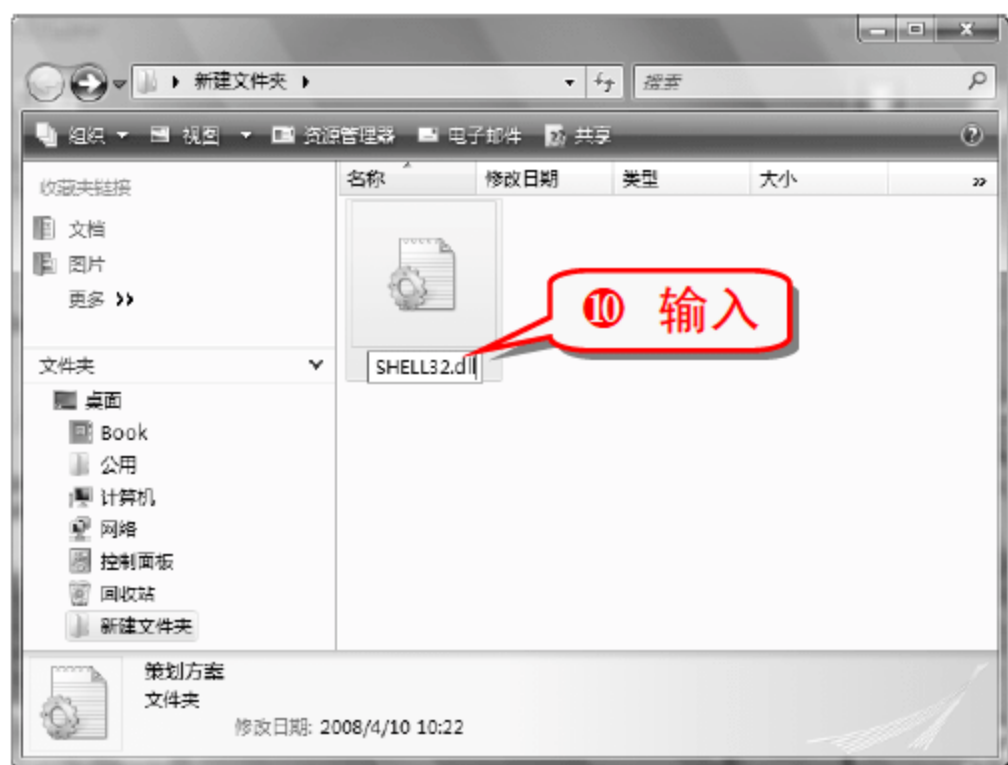 新建文件夹
搜索
组织 视图 资源管理器 电子邮件 共享
收藏夹链接
文档
图片
更多
文件夹
桌面
Book
公用
计算机
网络
控制面板
回收站
新建文件夹
名称 修改日期 类型 大小
SHELL32.dll
❿ 输入
策划方案
文件夹
修改日期: 2008/4/10 10:22